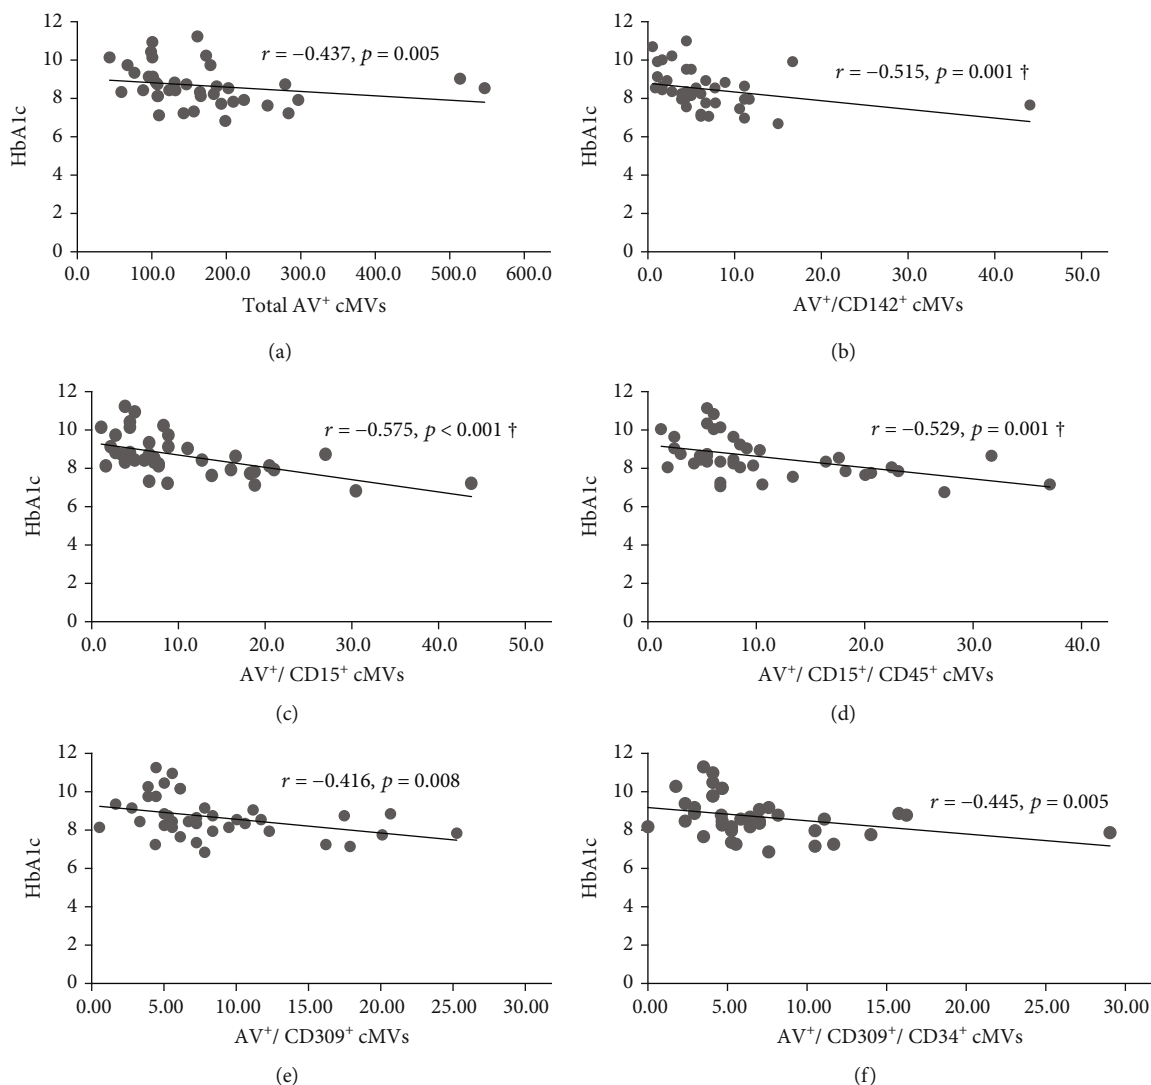 12
10
8
6
4
2
0
HbA1c
r = −0.437, p = 0.005
0.0 100.0 200.0 300.0 400.0 500.0 600.0
Total AV⁺ cMVs
(a)
12
10
8
6
4
2
0
HbA1c
r = −0.515, p = 0.001 †
0.0 10.0 20.0 30.0 40.0 50.0
AV⁺/CD142⁺ cMVs
(b)
12
10
8
6
4
2
0
HbA1c
r = −0.575, p < 0.001 †
0.0 10.0 20.0 30.0 40.0 50.0
AV⁺/ CD15⁺ cMVs
(c)
12
10
8
6
4
2
0
HbA1c
r = −0.529, p = 0.001 †
0.0 10.0 20.0 30.0 40.0
AV⁺/ CD15⁺/ CD45⁺ cMVs
(d)
12
10
8
6
4
2
0
HbA1c
r = −0.416, p = 0.008
0.00 5.00 10.00 15.00 20.00 25.00 30.00
AV⁺/ CD309⁺ cMVs
(e)
12
10
8
6
4
2
0
HbA1c
r = −0.445, p = 0.005
0.00 5.00 10.00 15.00 20.00 25.00 30.00
AV⁺/ CD309⁺/ CD34⁺ cMVs
(f)